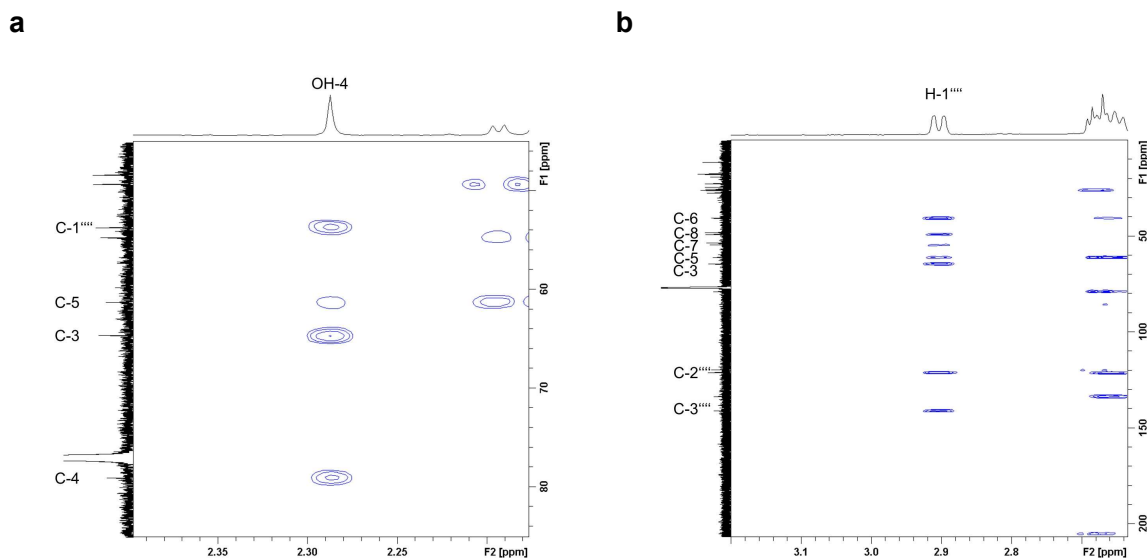 a
OH-4
C-1““
C-5
C-3
C-4
60
70
80
F1 [ppm]
2.35
2.30
2.25
F2 [ppm]
b
H-1““
C-6
C-8
C-7
C-5
C-3
C-2““
C-3““
50
100
150
200
F1 [ppm]
3.1
3.0
2.9
2.8
F2 [ppm]